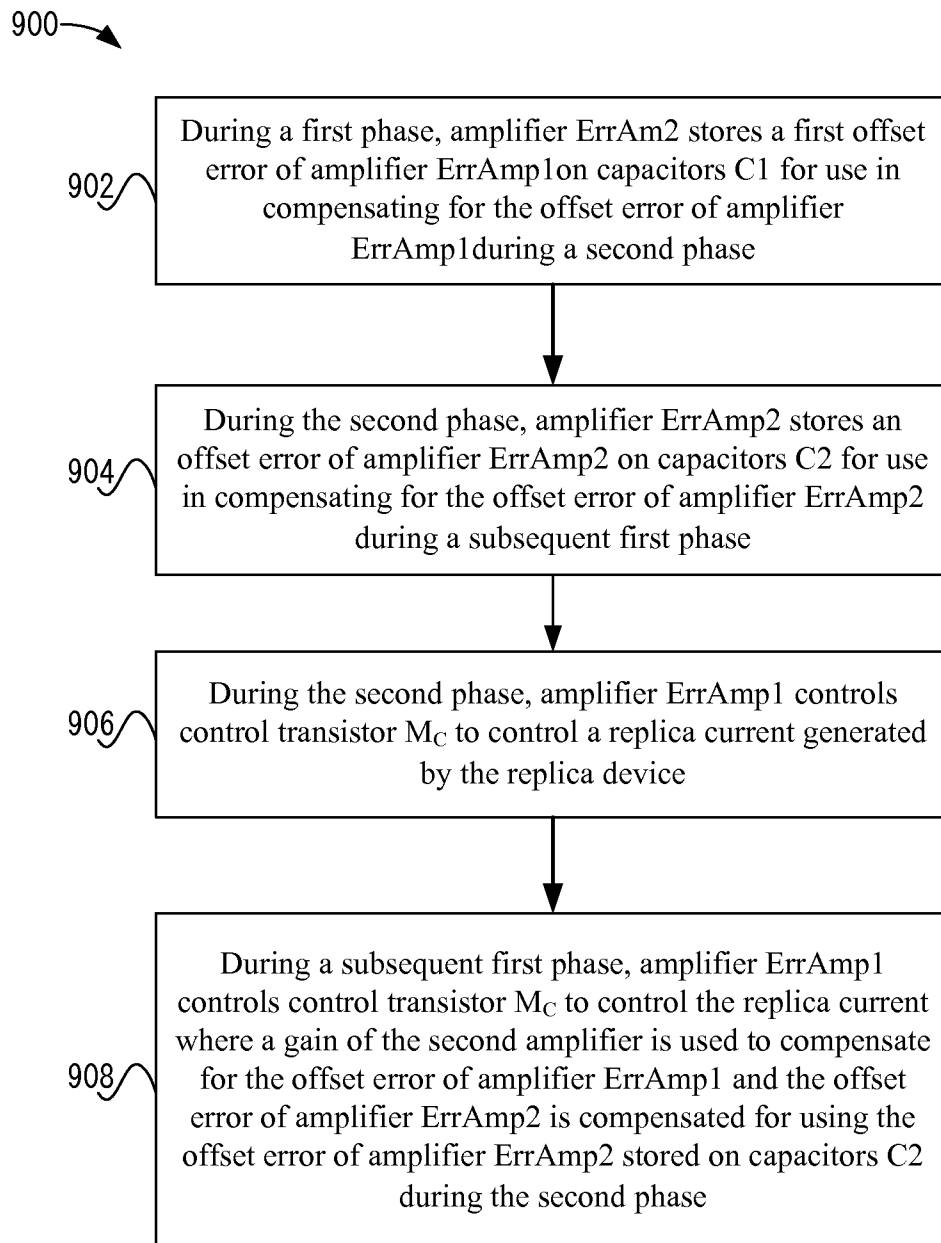 900
During a first phase, amplifier ErrAm2 stores a first offset
error of amplifier ErrAmp1on capacitors C1 for use in
compensating for the offset error of amplifier
ErrAmp1during a second phase
902
During the second phase, amplifier ErrAmp2 stores an
offset error of amplifier ErrAmp2 on capacitors C2 for use
in compensating for the offset error of amplifier ErrAmp2
during a subsequent first phase
904
During the second phase, amplifier ErrAmp1 controls
control transistor MC to control a replica current generated
by the replica device
906
During a subsequent first phase, amplifier ErrAmp1
controls control transistor MC to control the replica current
where a gain of the second amplifier is used to compensate
for the offset error of amplifier ErrAmp1 and the offset
error of amplifier ErrAmp2 is compensated for using the
offset error of amplifier ErrAmp2 stored on capacitors C2
during the second phase
908